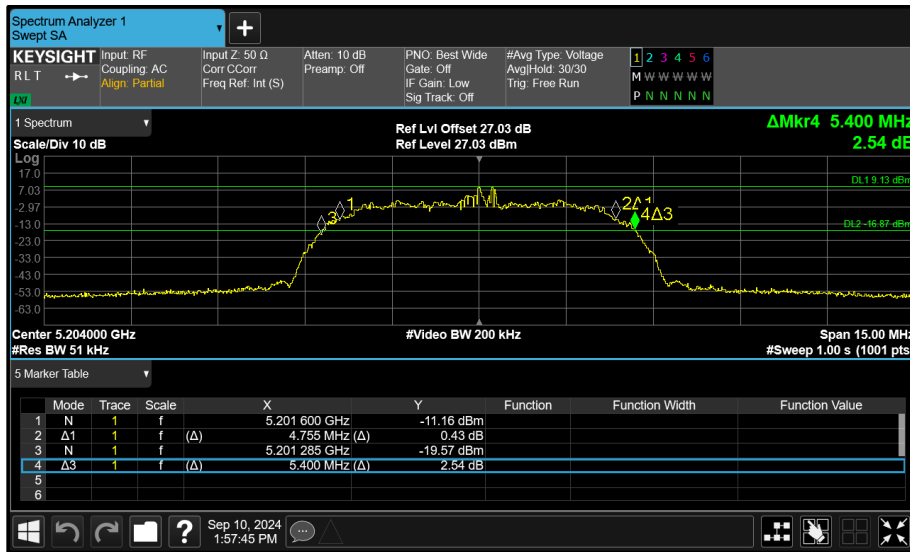 Spectrum Analyzer 1
Swept SA
+
KEYSIGHT Input: RF Input Z: 50 Ω Atten: 10 dB PNO: Best Wide #Avg Type: Voltage 1 2 3 4 5 6
R L T Coupling: AC Corr CCorr Preamp: Off Gate: Off Avg|Hold: 30/30 M W W W W W
Align: Partial Freq Ref: Int (S) IF Gain: Low Trig: Free Run
LXI Sig Track: Off P N N N N N
1 Spectrum Ref Lvl Offset 27.03 dB ΔMkr4 5.400 MHz
Scale/Div 10 dB Ref Level 27.03 dBm 2.54 dB
Log
17.0
7.03 DL1 9.13 dBm
-2.97 1 2Δ1
-13.0 3 4Δ3 DL2 -16.87 dBm
-23.0
-33.0
-43.0
-53.0
-63.0
Center 5.204000 GHz #Video BW 200 kHz Span 15.00 MHz
#Res BW 51 kHz #Sweep 1.00 s (1001 pts
5 Marker Table
Mode Trace Scale X Y Function Function Width Function Value
1 N 1 f 5.201 600 GHz -11.16 dBm
2 Δ1 1 f (Δ) 4.755 MHz (Δ) 0.43 dB
3 N 1 f 5.201 285 GHz -19.57 dBm
4 Δ3 1 f (Δ) 5.400 MHz (Δ) 2.54 dB
5
6
? Sep 10, 2024
1:57:45 PM